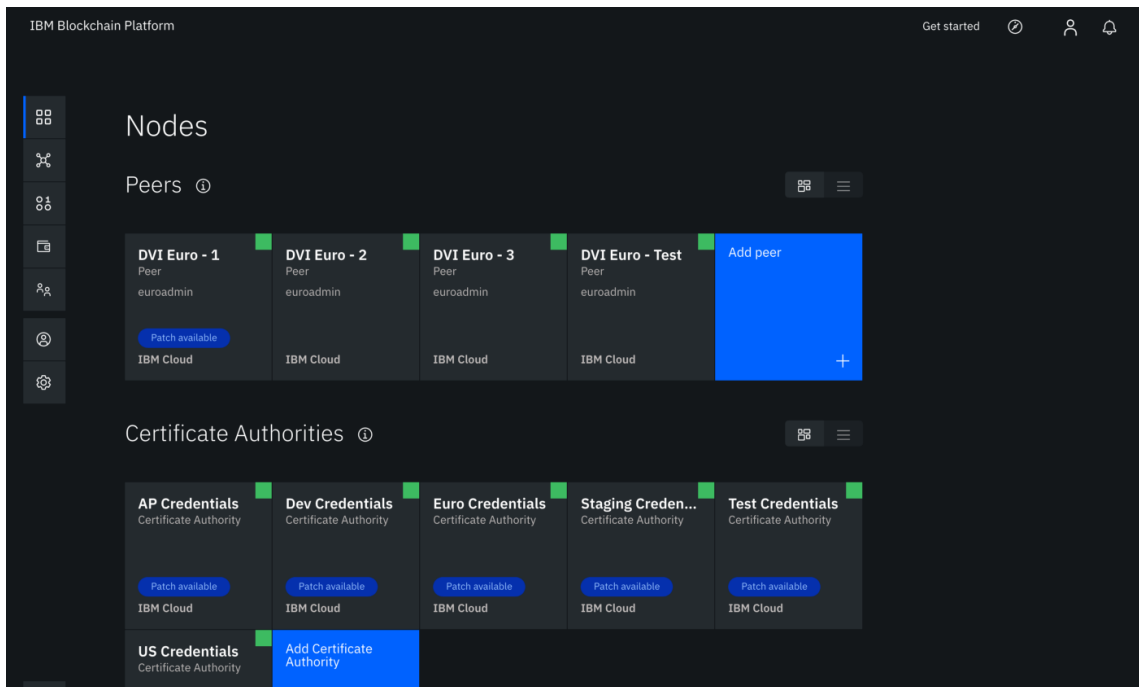 IBM Blockchain Platform
Get started
Nodes
Peers
DVI Euro - 1
Peer
euroadmin
Patch available
IBM Cloud
DVI Euro - 2
Peer
euroadmin
IBM Cloud
DVI Euro - 3
Peer
euroadmin
IBM Cloud
DVI Euro - Test
Peer
euroadmin
IBM Cloud
Add peer
Certificate Authorities
AP Credentials
Certificate Authority
Patch available
IBM Cloud
Dev Credentials
Certificate Authority
Patch available
IBM Cloud
Euro Credentials
Certificate Authority
Patch available
IBM Cloud
Staging Creden...
Certificate Authority
Patch available
IBM Cloud
Test Credentials
Certificate Authority
Patch available
IBM Cloud
US Credentials
Certificate Authority
Add Certificate
Authority